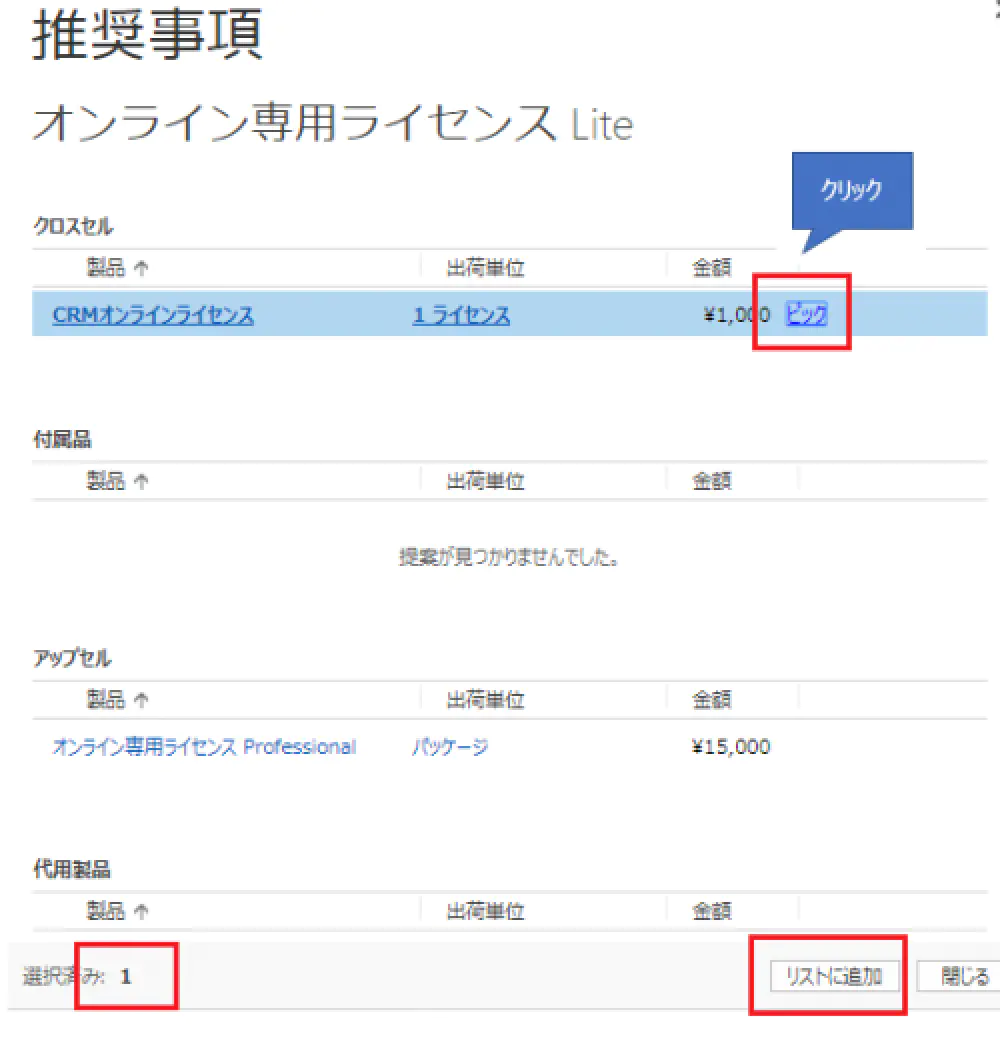 推奨事項
オンライン専用ライセンス Lite
クリック
クロスセル
製品 ↑ 出荷単位 金額
CRMオンラインライセンス 1 ライセンス ¥1,000 ピック
付属品
製品 ↑ 出荷単位 金額
提案が見つかりませんでした。
アップセル
製品 ↑ 出荷単位 金額
オンライン専用ライセンス Professional パッケージ ¥15,000
代用製品
製品 ↑ 出荷単位 金額
選択済み: 1 リストに追加 閉じる